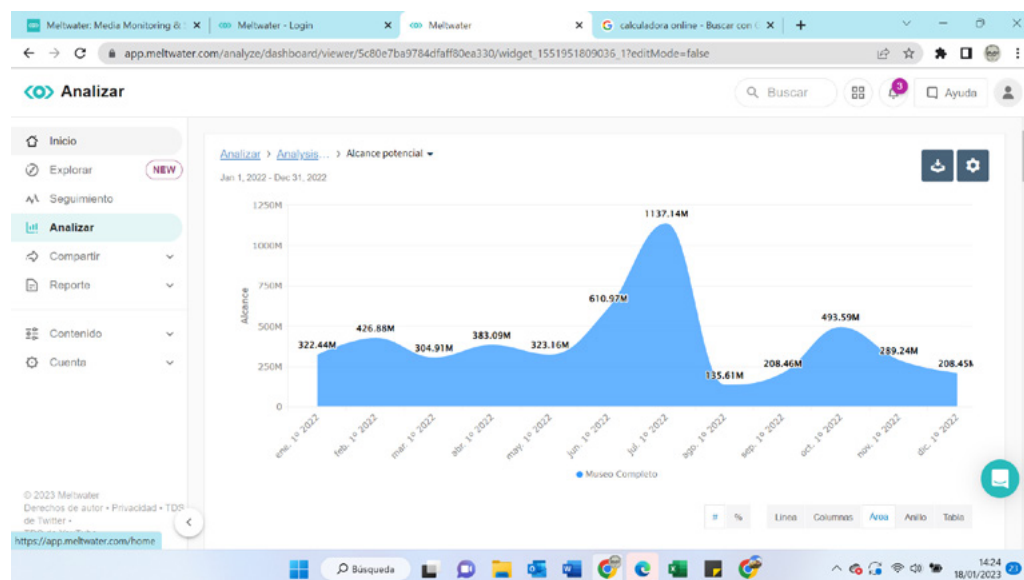 Meltwater: Media Monitoring & S
Meltwater - Login
Meltwater
calculadora online - Buscar con G
app.meltwater.com/analyze/dashboard/viewer/5c80e7ba9784dfaff80ea330/widget_1551951809036_1?editMode=false
Analizar
Buscar
3
Ayuda
Inicio
Explorar
NEW
Seguimiento
Analizar
Compartir
Reporte
Contenido
Cuenta
Analizar > Analysis... > Alcance potencial
Jan 1, 2022 - Dec 31, 2022
Alcance
1250M
1000M
750M
500M
250M
0
322.44M
426.88M
304.91M
383.09M
323.16M
610.97M
1137.14M
135.61M
208.46M
493.59M
289.24M
208.45M
ene. 1º 2022
feb. 1º 2022
mar. 1º 2022
abr. 1º 2022
may. 1º 2022
jun. 1º 2022
jul. 1º 2022
ago. 1º 2022
sep. 1º 2022
oct. 1º 2022
nov. 1º 2022
dic. 1º 2022
Museo Completo
# % Línea Columnas Área Anillo Tabla
© 2023 Meltwater
Derechos de autor • Privacidad • TDS
de Twitter •
https://app.meltwater.com/home
Búsqueda
14:24
18/01/2023